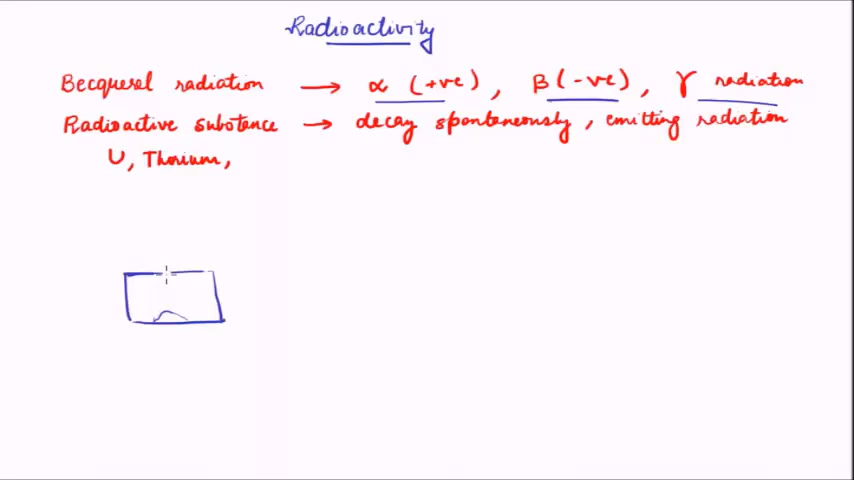 Radioactivity
Becquerel radiation → α (+ve), β (-ve), γ radiation
Radioactive substance → decay spontaneously, emitting radiation
U, Thorium,